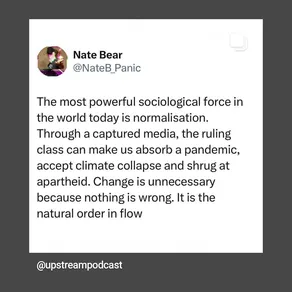 Nate Bear
@NateB_Panic
The most powerful sociological force in
the world today is normalisation.
Through a captured media, the ruling
class can make us absorb a pandemic,
accept climate collapse and shrug at
apartheid. Change is unnecessary
because nothing is wrong. It is the
natural order in flow
@upstreampodcast